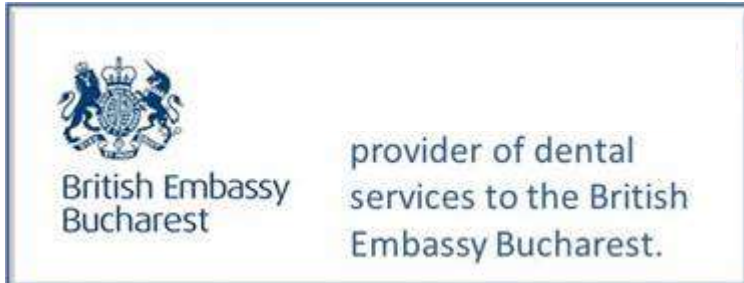 British Embassy
Bucharest
provider of dental
services to the British
Embassy Bucharest.